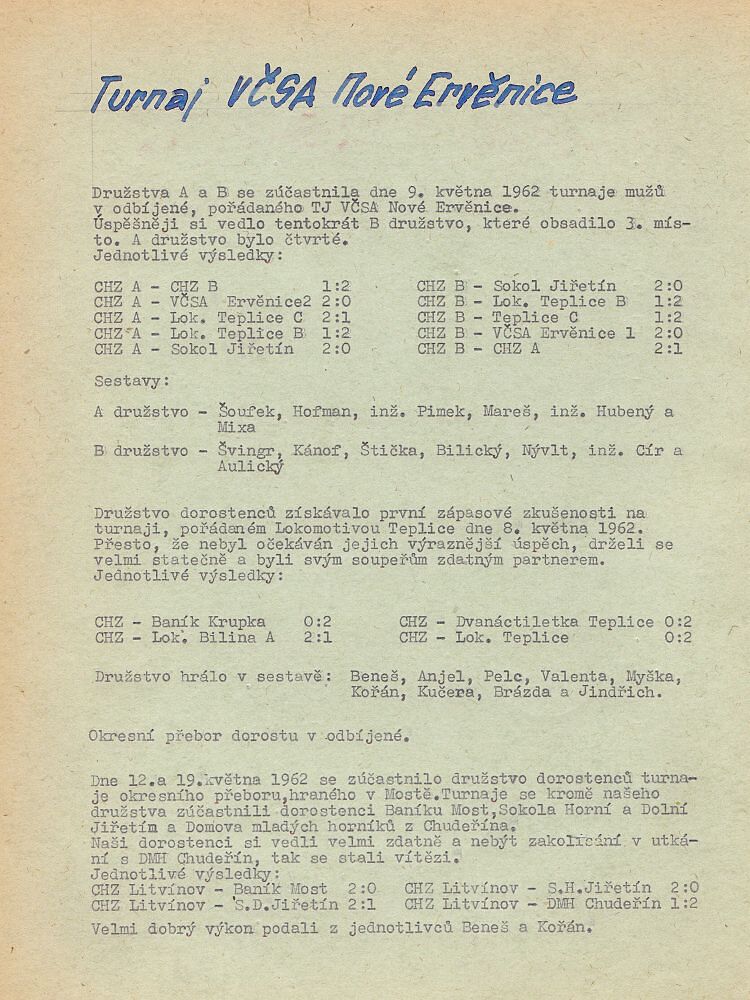 Turnaj VČSA Nové Ervěnice
Družstva A a B se zúčastnila dne 9. května 1962 turnaje mužů
v odbíjené, pořádaného TJ VČSA Nové Ervěnice.
Úspěšněji si vedlo tentokrát B družstvo, které obsadilo 3. mís-
to. A družstvo bylo čtvrté.
Jednotlivé výsledky:
CHZ A - CHZ B 1:2 CHZ B - Sokol Jiřetín 2:0
CHZ A - VČSA Ervěnice2 2:0 CHZ B - Lok. Teplice B 1:2
CHZ A - Lok. Teplice C 2:1 CHZ B - Teplice C 1:2
CHZ A - Lok. Teplice B 1:2 CHZ B - VČSA Ervěnice 1 2:0
CHZ A - Sokol Jiřetín 2:0 CHZ B - CHZ A 2:1
Sestavy:
A družstvo - Šoufek, Hofman, inž. Pimek, Mareš, inž. Hubený a
Mixa
B družstvo - Švingr, Kánof, Štička, Bilický, Nývlt, inž. Cír a
Aulický
Družstvo dorostenců získávalo první zápasové zkušenosti na
turnaji, pořádaném Lokomotivou Teplice dne 8. května 1962.
Přesto, že nebyl očekáván jejich výraznější úspěch, drželi se
velmi statečně a byli svým soupeřům zdatným partnerem.
Jednotlivé výsledky:
CHZ - Baník Krupka 0:2 CHZ - Dvanáctiletka Teplice 0:2
CHZ - Lok. Bilina A 2:1 CHZ - Lok. Teplice 0:2
Družstvo hrálo v sestavě: Beneš, Anjel, Pelc, Valenta, Myška,
Kořán, Kučera, Brázda a Jindřich.
Okresní přebor dorostu v odbíjené.
Dne 12.a 19.května 1962 se zúčastnilo družstvo dorostenců turna-
je okresního přeboru,hraného v Mostě.Turnaje se kromě našeho
družstva zúčastnili dorostenci Baníku Most,Sokola Horní a Dolní
Jiřetím a Domova mladých horníků z Chudeřína.
Naši dorostenci si vedli velmi zdatně a nebýt zakolísání v utká-
ní s DMH Chudeřín, tak se stali vítězi.
Jednotlivé výsledky:
CHZ Litvínov - Baník Most 2:0 CHZ Litvínov - S.H.Jiřetín 2:0
CHZ Litvínov - S.D.Jiřetín 2:1 CHZ Litvínov - DMH Chudeřín 1:2
Velmi dobrý výkon podali z jednotlivců Beneš a Kořán.